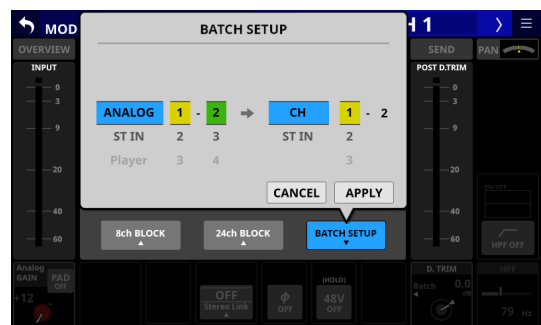 MOD
BATCH SETUP
H 1
OVERVIEW
SEND
PAN
INPUT
POST D.TRIM
0
0
3
3
ANALOG 1 - 2 CH 1 - 2
9
9
ST IN 2 3 ST IN 2
Player 3 4 3
20
20
CANCEL APPLY
EQ/OFF
40
40
8ch BLOCK
24ch BLOCK
BATCH SETUP
60
60
HPF OFF
Analog
GAIN
PAD
OFF
+12
OFF
Stereo Link
φ
OFF
(HOLD)
48V
OFF
D. TRIM
Batch 0.0
dB
HPF
79 Hz